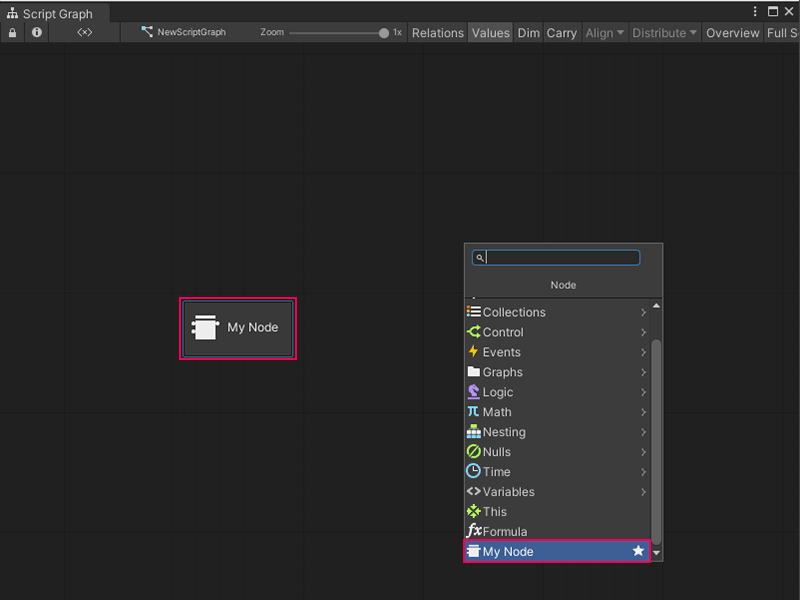 Script Graph
NewScriptGraph Zoom 1x Relations Values Dim Carry Align Distribute Overview Full S
My Node
Node
Collections
Control
Events
Graphs
Logic
Math
Nesting
Nulls
Time
Variables
This
Formula
My Node